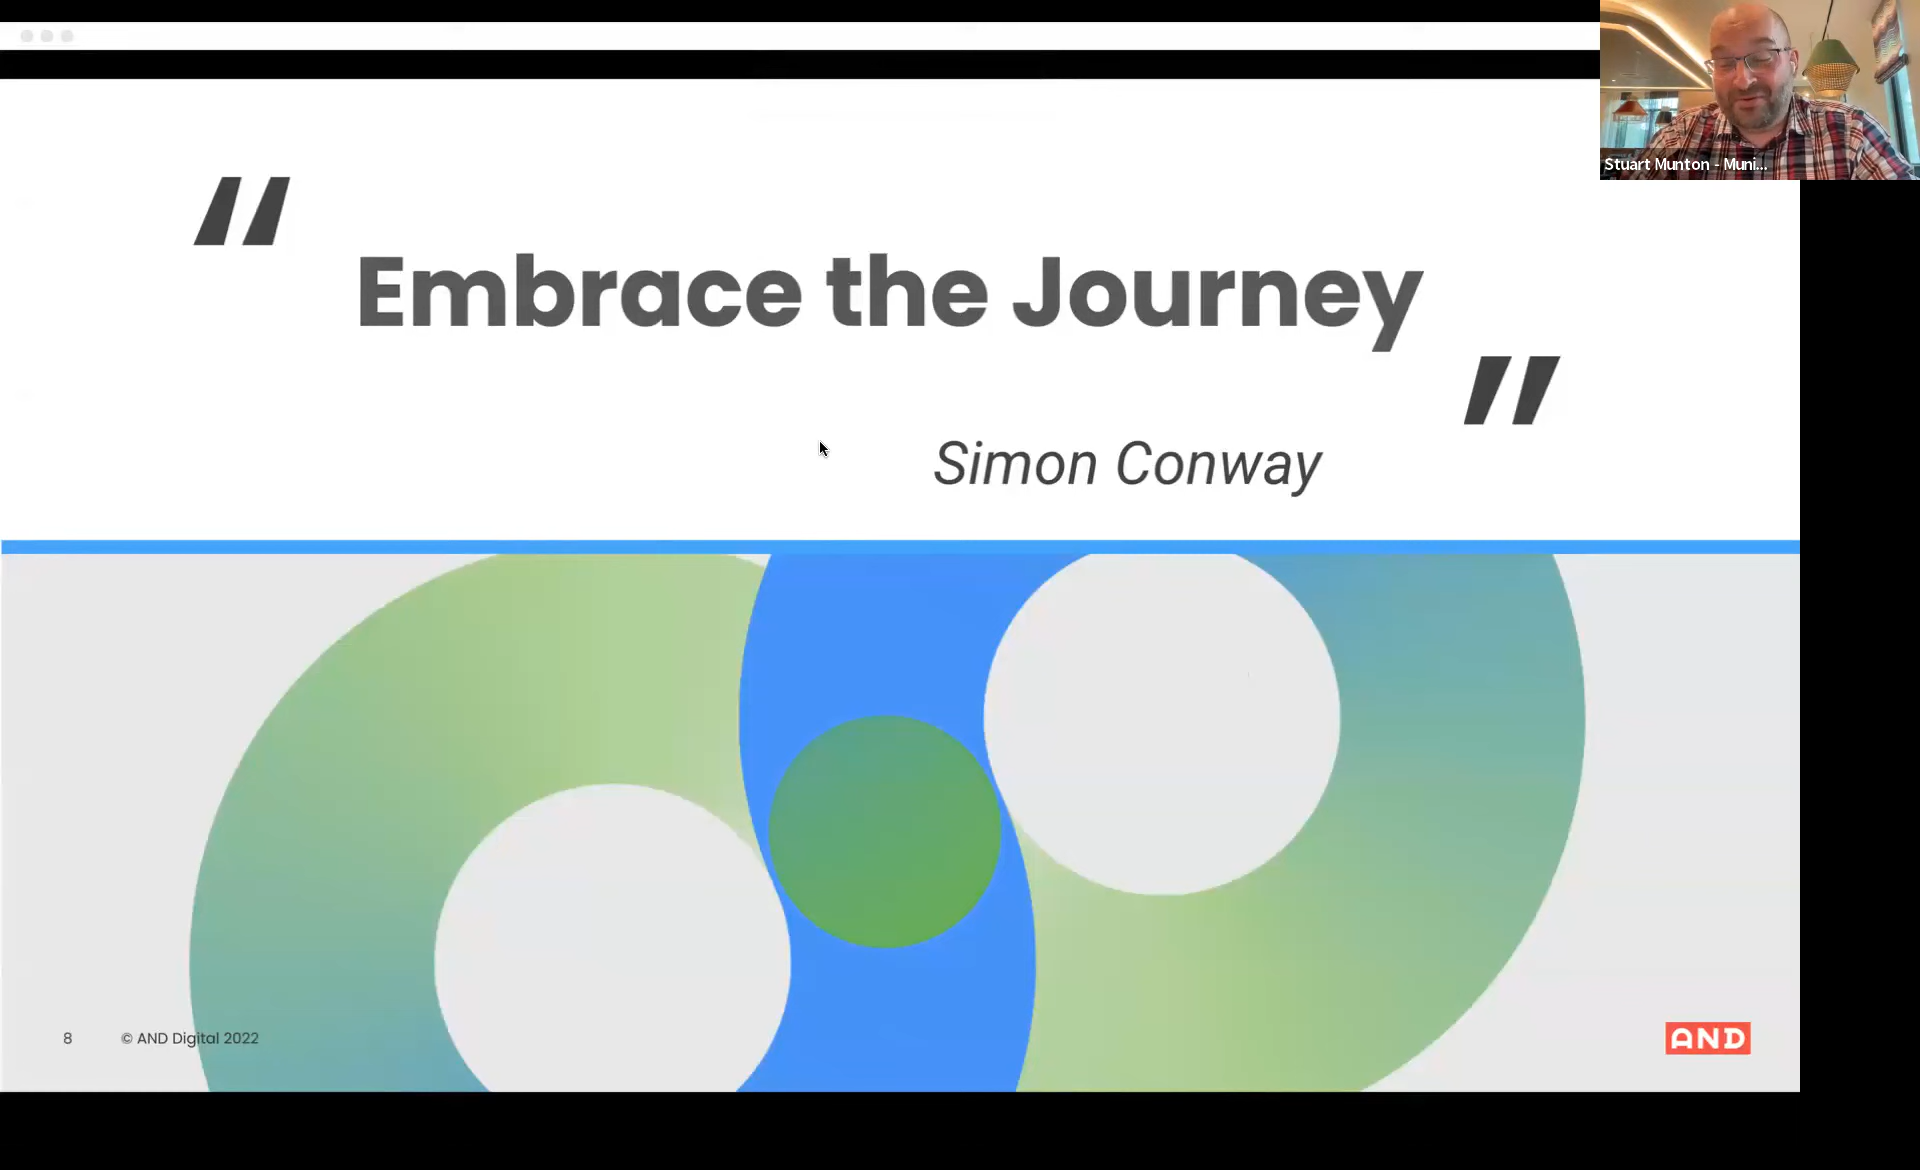 Stuart Munton - Muni...
“
Embrace the Journey
”
Simon Conway
8
© AND Digital 2022
AND